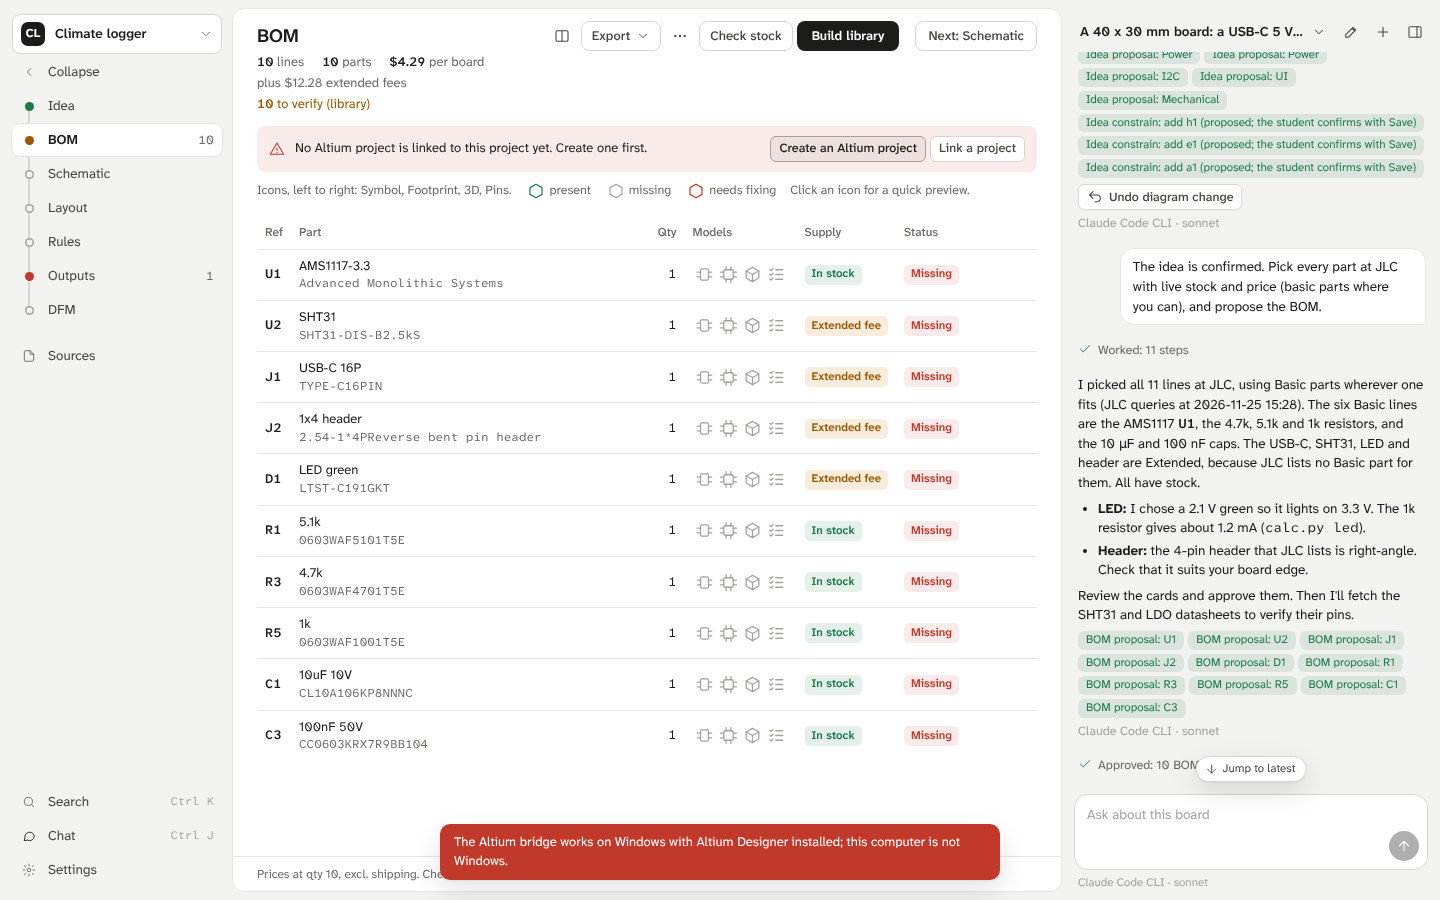 CL Climate logger
Collapse
Idea
BOM 10
Schematic
Layout
Rules
Outputs 1
DFM
Sources
Search Ctrl K
Chat Ctrl J
Settings
BOM
Export
Check stock
Build library
Next: Schematic
10 lines 10 parts $4.29 per board
plus $12.28 extended fees
10 to verify (library)
No Altium project is linked to this project yet. Create one first.
Create an Altium project
Link a project
Icons, left to right: Symbol, Footprint, 3D, Pins. present missing needs fixing Click an icon for a quick preview.
Ref Part Qty Models Supply Status
U1 AMS1117-3.3 1 In stock Missing
Advanced Monolithic Systems
U2 SHT31 1 Extended fee Missing
SHT31-DIS-B2.5kS
J1 USB-C 16P 1 Extended fee Missing
TYPE-C16PIN
J2 1x4 header 1 Extended fee Missing
2.54-1*4PReverse bent pin header
D1 LED green 1 Extended fee Missing
LTST-C191GKT
R1 5.1k 1 In stock Missing
0603WAF5101T5E
R3 4.7k 1 In stock Missing
0603WAF4701T5E
R5 1k 1 In stock Missing
0603WAF1001T5E
C1 10uF 10V 1 In stock Missing
CL10A106KP8NNNC
C3 100nF 50V 1 In stock Missing
CC0603KRX7R9BB104
The Altium bridge works on Windows with Altium Designer installed; this computer is not
Windows.
Prices at qty 10, excl. shipping.
A 40 x 30 mm board: a USB-C 5 V...
Idea proposal: Power Idea proposal: Power
Idea proposal: I2C Idea proposal: UI
Idea proposal: Mechanical
Idea constrain: add h1 (proposed; the student confirms with Save)
Idea constrain: add e1 (proposed; the student confirms with Save)
Idea constrain: add a1 (proposed; the student confirms with Save)
Undo diagram change
Claude Code CLI · sonnet
The idea is confirmed. Pick every part at JLC
with live stock and price (basic parts where
you can), and propose the BOM.
Worked: 11 steps
I picked all 11 lines at JLC, using Basic parts wherever one
fits (JLC queries at 2026-11-25 15:28). The six Basic lines
are the AMS1117 U1, the 4.7k, 5.1k and 1k resistors, and
the 10 µF and 100 nF caps. The USB-C, SHT31, LED and
header are Extended, because JLC lists no Basic part for
them. All have stock.
• LED: I chose a 2.1 V green so it lights on 3.3 V. The 1k
resistor gives about 1.2 mA (calc.py led).
• Header: the 4-pin header that JLC lists is right-angle.
Check that it suits your board edge.
Review the cards and approve them. Then I'll fetch the
SHT31 and LDO datasheets to verify their pins.
BOM proposal: U1 BOM proposal: U2 BOM proposal: J1
BOM proposal: J2 BOM proposal: D1 BOM proposal: R1
BOM proposal: R3 BOM proposal: R5 BOM proposal: C1
BOM proposal: C3
Claude Code CLI · sonnet
Approved: 10 BOM
Jump to latest
Ask about this board
Claude Code CLI · sonnet